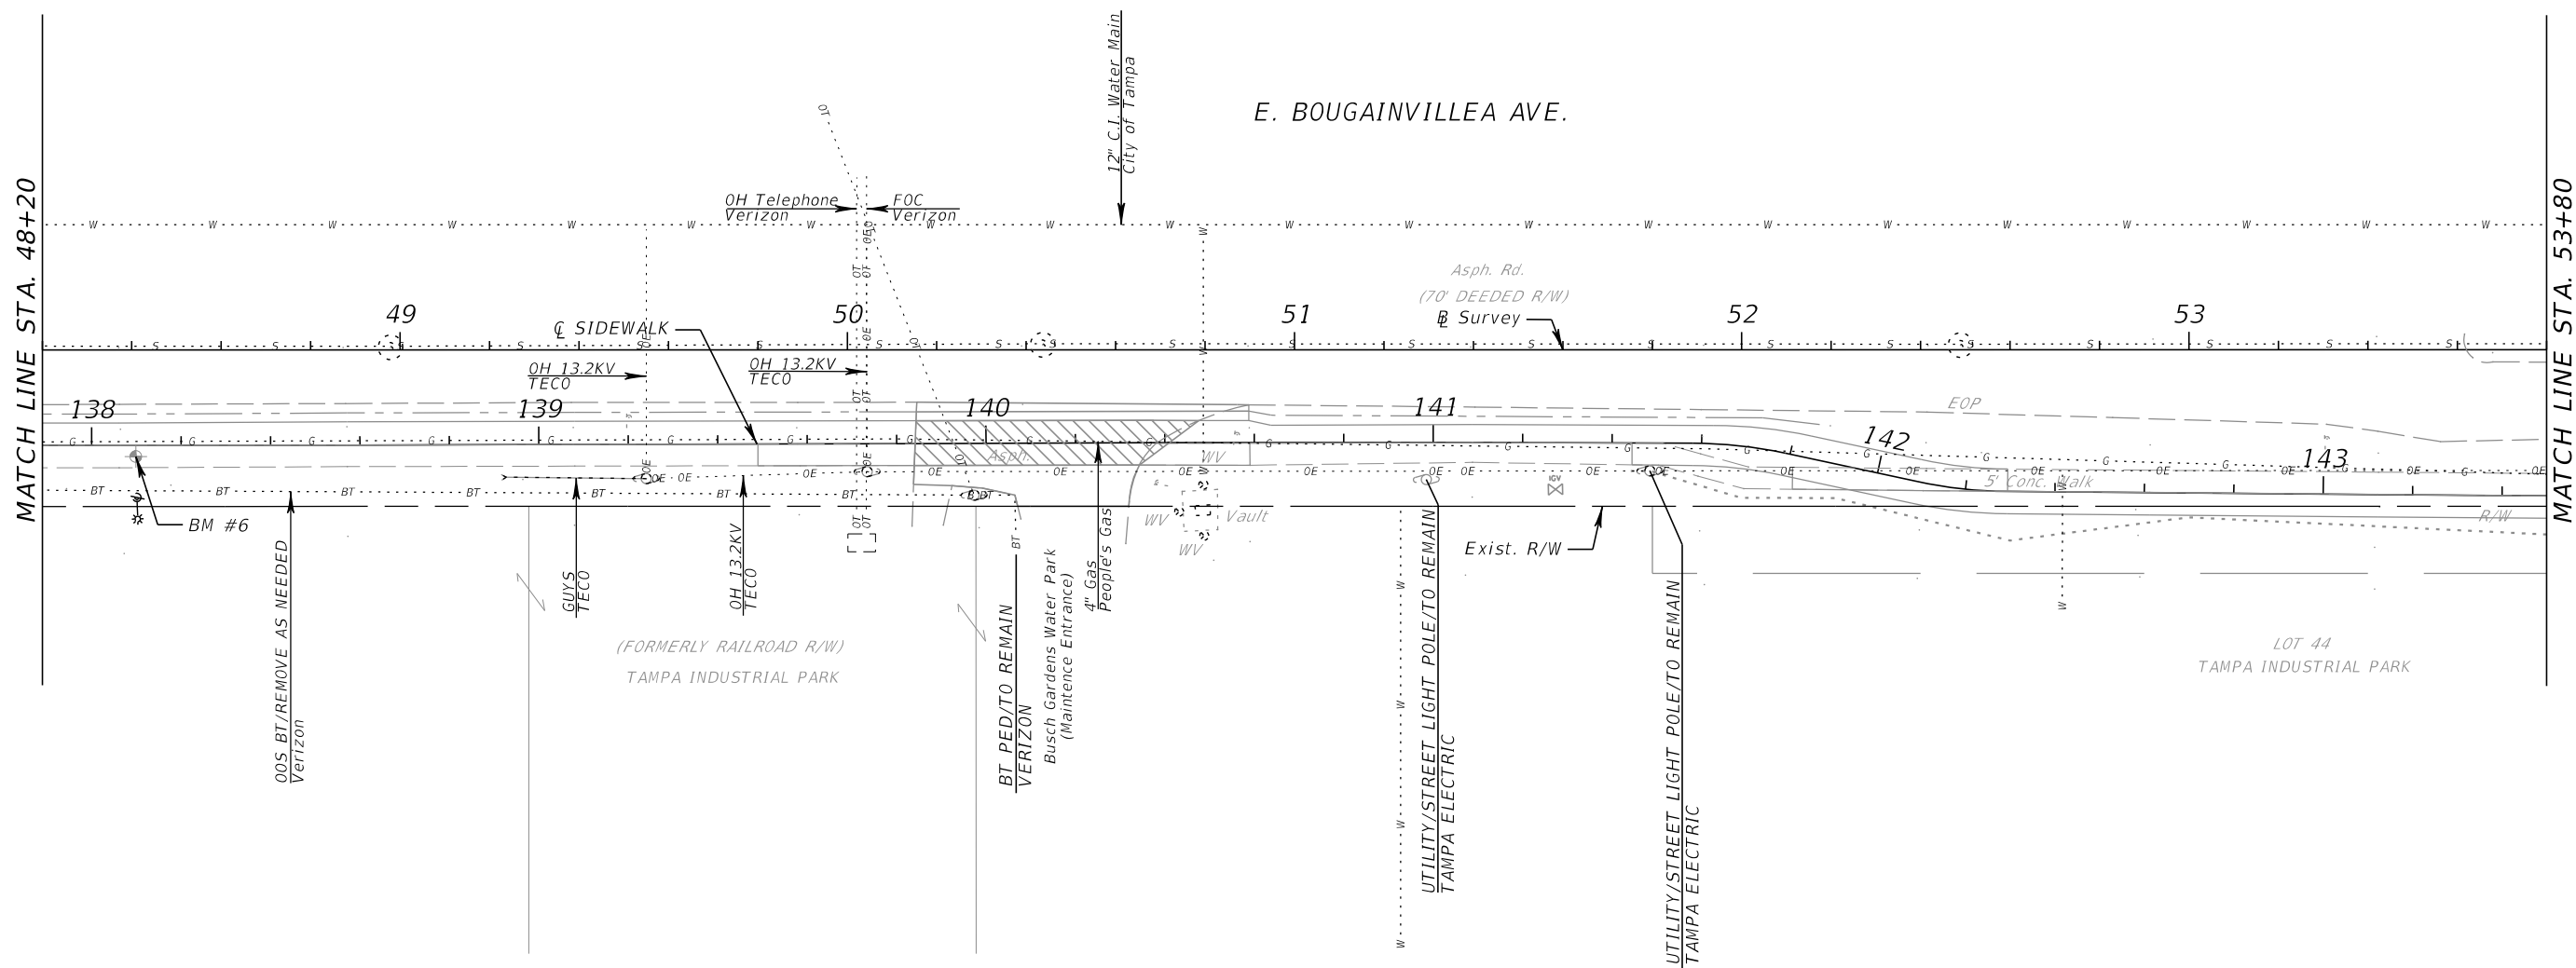 MATCH LINE STA. 48+20
MATCH LINE STA. 53+80
E. BOUGAINVILLEA AVE.
12" C.I. Water Main
City of Tampa
OH Telephone
Verizon
FOC
Verizon
Asph. Rd.
(70' DEEDED R/W)
49
50
51
52
53
℄ SIDEWALK
B Survey
OH 13.2KV
TECO
OH 13.2KV
TECO
138
139
140
141
142
143
EOP
Asph.
WV
5' Conc. Walk
BM #6
WV
Vault
WV
IGV
Exist. R/W
R/W
OOS BT/REMOVE AS NEEDED
Verizon
GUYS
TECO
OH 13.2KV
TECO
BT PED/TO REMAIN
VERIZON
Busch Gardens Water Park
(Maintence Entrance)
4" Gas
People's Gas
UTILITY/STREET LIGHT POLE/TO REMAIN
TAMPA ELECTRIC
UTILITY/STREET LIGHT POLE/TO REMAIN
TAMPA ELECTRIC
(FORMERLY RAILROAD R/W)
TAMPA INDUSTRIAL PARK
LOT 44
TAMPA INDUSTRIAL PARK